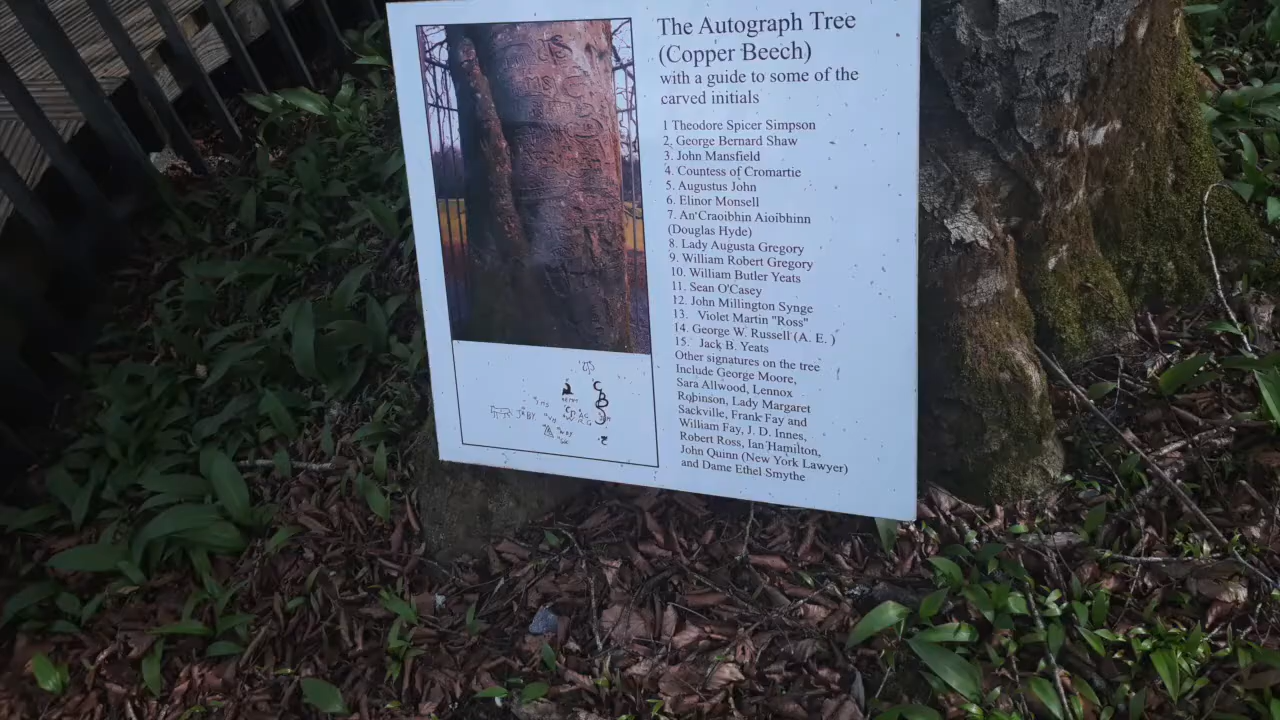 The Autograph Tree
(Copper Beech)
with a guide to some of the
carved initials
1 Theodore Spicer Simpson
2, George Bernard Shaw
3. John Mansfield
4. Countess of Cromartie
5. Augustus John
6. Elinor Monsell
7. An Craoibhin Aioibhinn
(Douglas Hyde)
8. Lady Augusta Gregory
9. William Robert Gregory
10. William Butler Yeats
11. Sean O'Casey
12. John Millington Synge
13. Violet Martin "Ross"
14. George W. Russell (A. E. )
15. Jack B. Yeats
Other signatures on the tree
Include George Moore,
Sara Allwood, Lennox
Robinson, Lady Margaret
Sackville, Frank Fay and
William Fay, J. D. Innes,
Robert Ross, Ian Hamilton,
John Quinn (New York Lawyer)
and Dame Ethel Smythe